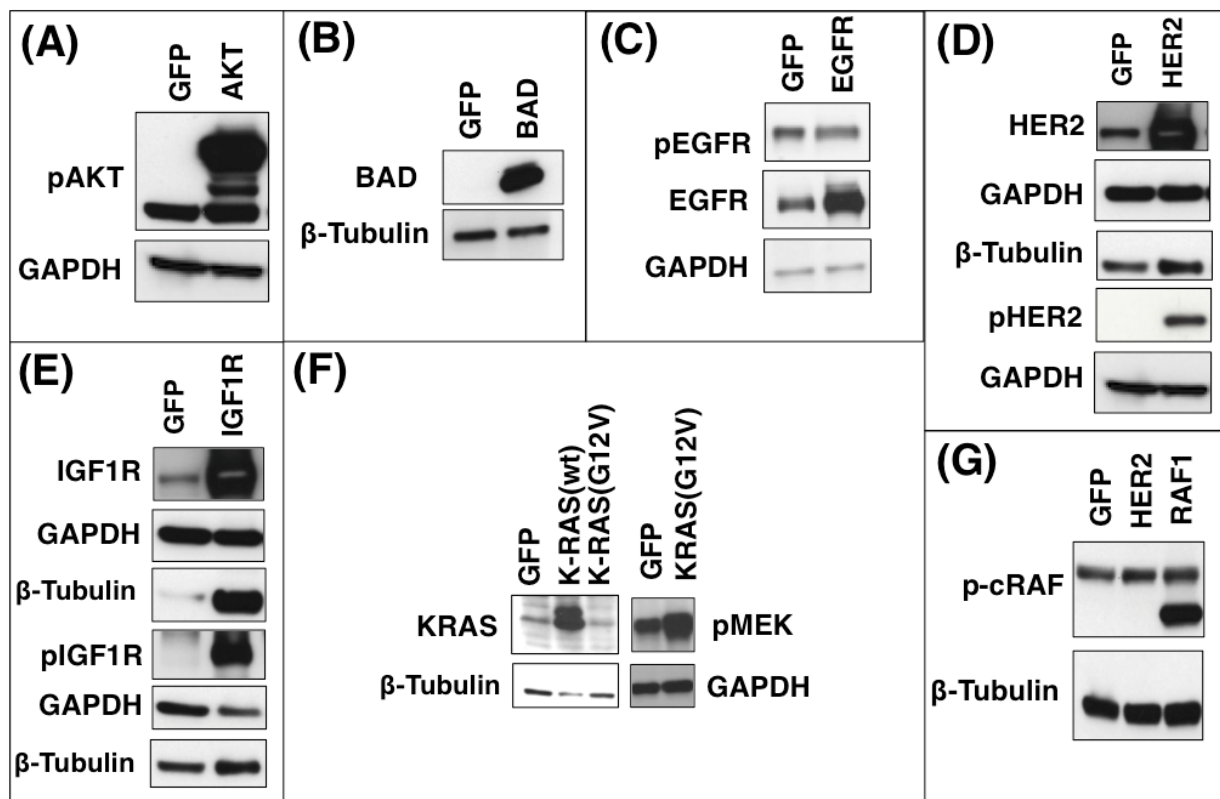 (A)
GFP
AKT
pAKT
GAPDH
(B)
GFP
BAD
BAD
β-Tubulin
(C)
GFP
EGFR
pEGFR
EGFR
GAPDH
(D)
GFP
HER2
HER2
GAPDH
β-Tubulin
pHER2
GAPDH
(E)
GFP
IGF1R
IGF1R
GAPDH
β-Tubulin
pIGF1R
GAPDH
β-Tubulin
(F)
GFP
K-RAS(wt)
K-RAS(G12V)
GFP
KRAS(G12V)
KRAS
pMEK
β-Tubulin
GAPDH
(G)
GFP
HER2
RAF1
p-cRAF
β-Tubulin